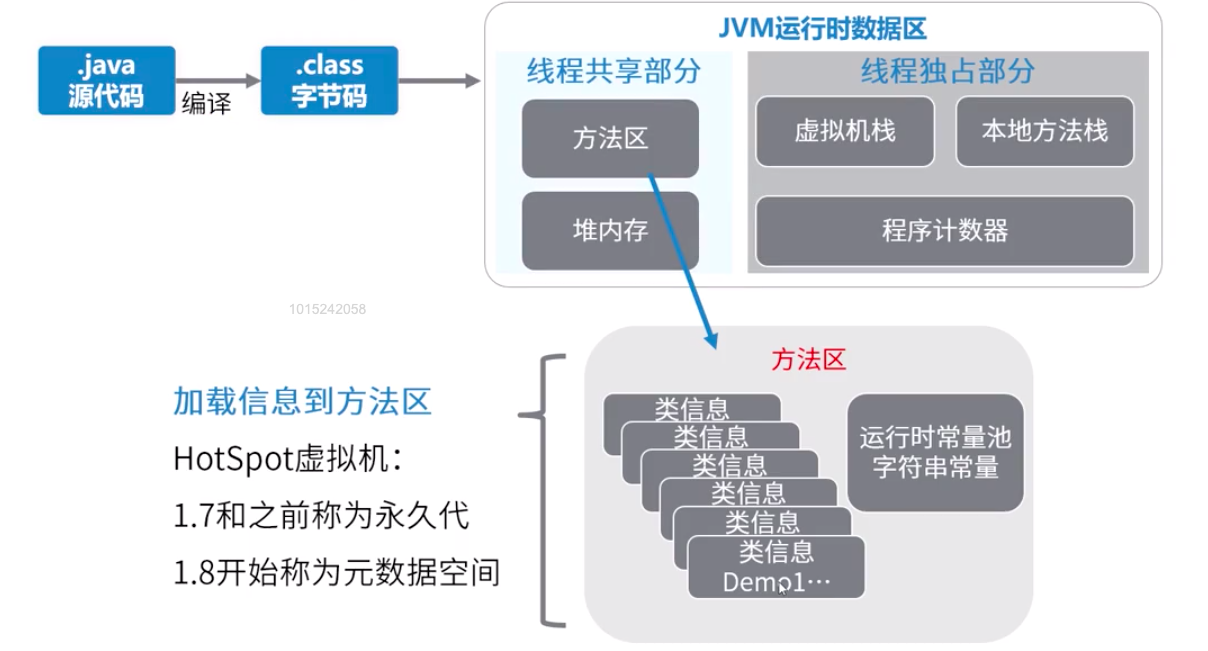 JVM运行时数据区
.java
源代码
编译
.class
字节码
线程共享部分
方法区
堆内存
线程独占部分
虚拟机栈
本地方法栈
程序计数器
1015242058
加载信息到方法区
HotSpot虚拟机：
1.7和之前称为永久代
1.8开始称为元数据空间
方法区
类信息
类信息
类信息
类信息
类信息
类信息
Demo1…
运行时常量池
字符串常量